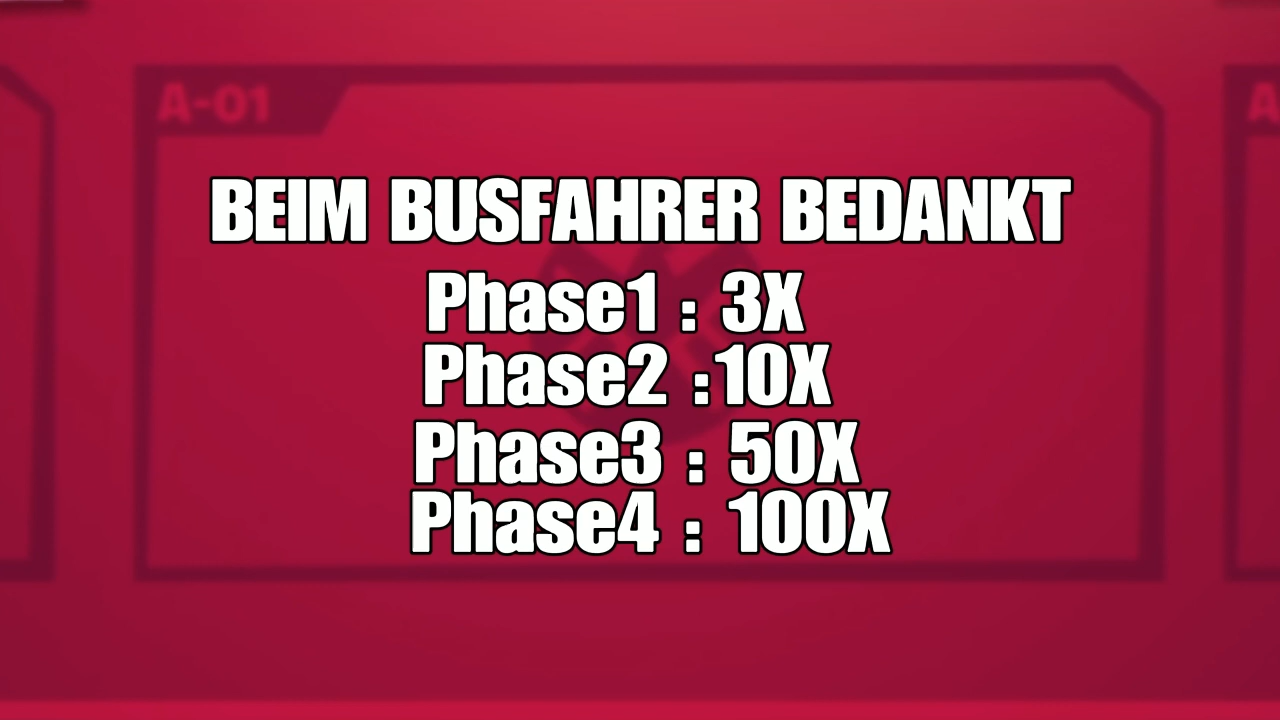 A-01
BEIM BUSFAHRER BEDANKT
Phase1 : 3X
Phase2 :10X
Phase3 : 50X
Phase4 : 100X